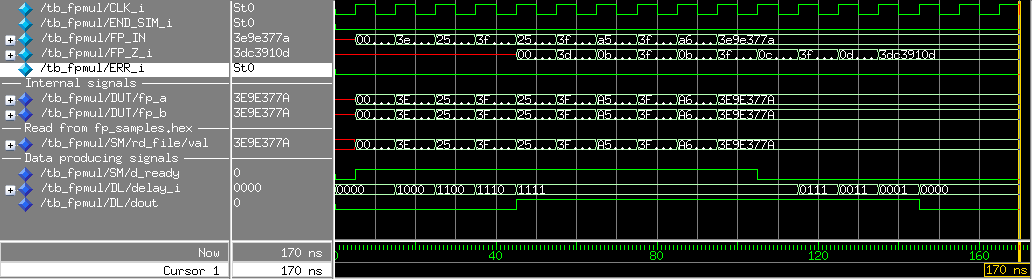 /tb_fpmul/CLK_i St0
/tb_fpmul/END_SIM_i St0
/tb_fpmul/FP_IN 3e9e377a 00... 3e... 25... 3f... 25... 3f... a5... 3f... a6... 3e9e377a
/tb_fpmul/FP_Z_i 3dc3910d 00... 3d... 0b... 3f... 0b... 3f... 0c... 3f... 0d... 3dc3910d
/tb_fpmul/ERR_i St0
Internal signals
/tb_fpmul/DUT/fp_a 3E9E377A 00... 3E... 25... 3F... 25... 3F... A5... 3F... A6... 3E9E377A
/tb_fpmul/DUT/fp_b 3E9E377A 00... 3E... 25... 3F... 25... 3F... A5... 3F... A6... 3E9E377A
Read from fp_samples.hex
/tb_fpmul/SM/rd_file/val 3E9E377A 00... 3E... 25... 3F... 25... 3F... A5... 3F... A6... 3E9E377A
Data producing signals
/tb_fpmul/SM/d_ready 0
/tb_fpmul/DL/delay_i 0000 0000 1000 1100 1110 1111 0111 0011 0001 0000
/tb_fpmul/DL/dout 0
Now 170 ns 40 80 120 160
Cursor 1 170 ns 170 ns